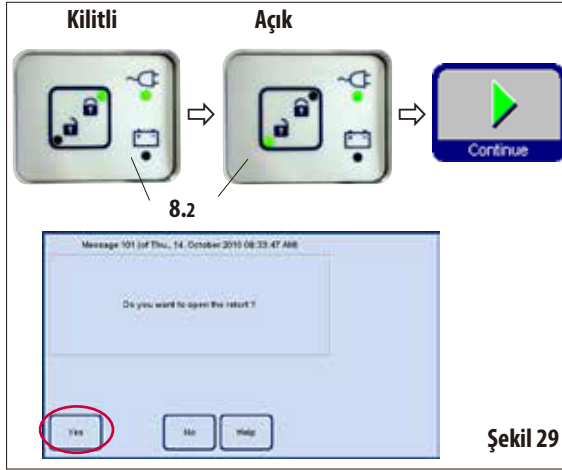 Kilitli Açık
Continue
8.2
Message 101 (of Thu., 14. October 2010 08:33:47 AM)
Do you want to open the retort ?
Yes No Help
Şekil 29